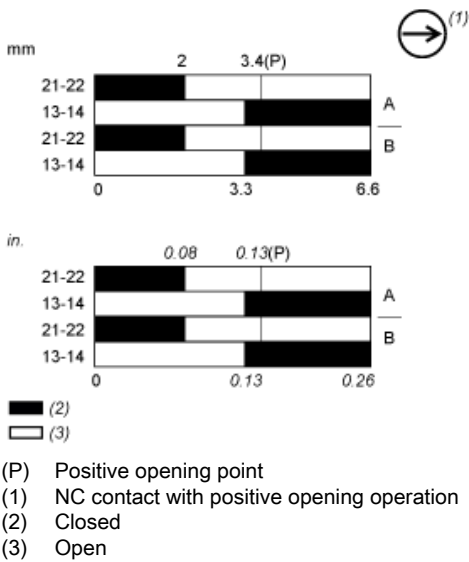 (1)
mm
2 3.4(P)
21-22
13-14
A
21-22
13-14
B
0 3.3 6.6
in.
0.08 0.13(P)
21-22
13-14
A
21-22
13-14
B
0 0.13 0.26
(2)
(3)
(P) Positive opening point
(1) NC contact with positive opening operation
(2) Closed
(3) Open